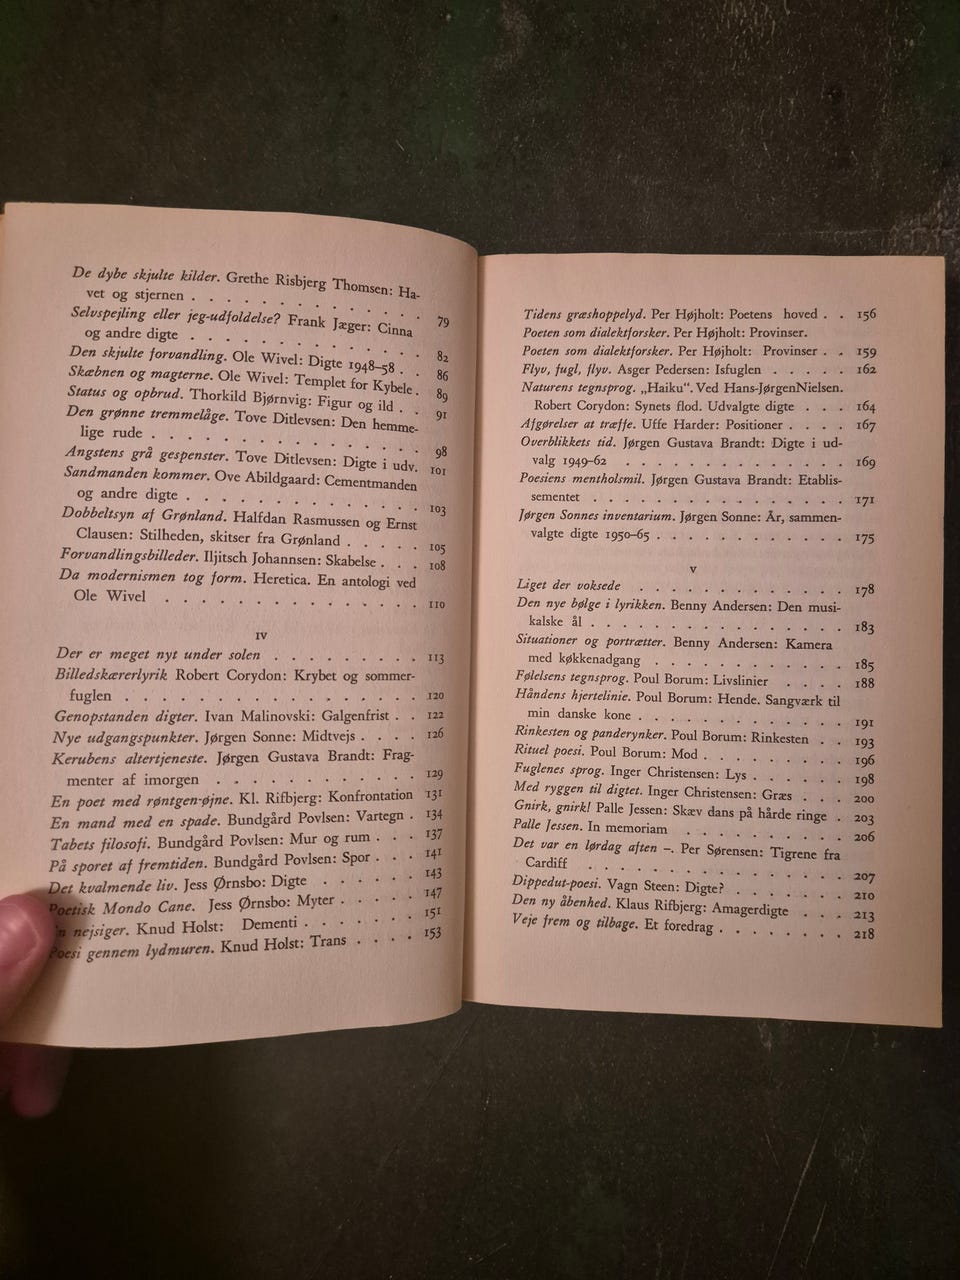 De dybe skjulte kilder. Grethe Risbjerg Thomsen: Ha-
vet og stjernen . . . . . . . . . . . 79
Selvspejling eller jeg-udfoldelse? Frank Jæger: Cinna
og andre digte . . . . . . . . . . . 82
Den skjulte forvandling. Ole Wivel: Digte 1948–58 . . 86
Skæbnen og magterne. Ole Wivel: Templet for Kybele . 89
Status og opbrud. Thorkild Bjørnvig: Figur og ild . . 91
Den grønne tremmelåge. Tove Ditlevsen: Den hemme-
lige rude . . . . . . . . . . . . . 98
Angstens grå gespenster. Tove Ditlevsen: Digte i udv. 101
Sandmanden kommer. Ove Abildgaard: Cementmanden
og andre digte . . . . . . . . . . . 103
Dobbeltsyn af Grønland. Halfdan Rasmussen og Ernst
Clausen: Stilheden, skitser fra Grønland . . . . . 105
Forvandlingsbilleder. Iljitsch Johannsen: Skabelse . . . 108
Da modernismen tog form. Heretica. En antologi ved
Ole Wivel . . . . . . . . . . . . . 110
IV
Der er meget nyt under solen . . . . . . . . . 113
Billedskærerlyrik Robert Corydon: Krybet og sommer-
fuglen . . . . . . . . . . . . . . 120
Genopstanden digter. Ivan Malinovski: Galgenfrist . . 122
Nye udgangspunkter. Jørgen Sonne: Midtvejs . . . . 126
Kerubens altertjeneste. Jørgen Gustava Brandt: Frag-
menter af imorgen . . . . . . . . . . . 129
En poet med røntgen-øjne. Kl. Rifbjerg: Konfrontation 131
En mand med en spade. Bundgård Povlsen: Vartegn . 134
Tabets filosofi. Bundgård Povlsen: Mur og rum . . . 137
På sporet af fremtiden. Bundgård Povlsen: Spor . . . 141
Det kvalmende liv. Jess Ørnsbo: Digte . . . . . . 143
Poetisk Mondo Cane. Jess Ørnsbo: Myter . . . . . 147
nejsiger. Knud Holst: Dementi . . . . . . 151
Poesi gennem lydmuren. Knud Holst: Trans . . . . 153
Tidens græshoppelyd. Per Højholt: Poetens hoved . . 156
Poeten som dialektforsker. Per Højholt: Provinser.
Poeten som dialektforsker. Per Højholt: Provinser . . 159
Flyv, fugl, flyv. Asger Pedersen: Isfuglen . . . . . 162
Naturens tegnsprog. „Haiku“. Ved Hans-JørgenNielsen.
Robert Corydon: Synets flod. Udvalgte digte . . . 164
Afgørelser at træffe. Uffe Harder: Positioner . . . . 167
Overblikkets tid. Jørgen Gustava Brandt: Digte i ud-
valg 1949–62 . . . . . . . . . . . . 169
Poesiens mentholsmil. Jørgen Gustava Brandt: Etablis-
sementet . . . . . . . . . . . . . 171
Jørgen Sonnes inventarium. Jørgen Sonne: År, sammen-
valgte digte 1950–65 . . . . . . . . . . 175
V
Liget der voksede . . . . . . . . . . . . 178
Den nye bølge i lyrikken. Benny Andersen: Den musi-
kalske ål . . . . . . . . . . . . . 183
Situationer og portrætter. Benny Andersen: Kamera
med køkkenadgang . . . . . . . . . . . 185
Følelsens tegnsprog. Poul Borum: Livslinier . . . . 188
Håndens hjertelinie. Poul Borum: Hende. Sangværk til
min danske kone . . . . . . . . . . . 191
Rinkesten og panderynker. Poul Borum: Rinkesten . . 193
Rituel poesi. Poul Borum: Mod . . . . . . . . 196
Fuglenes sprog. Inger Christensen: Lys . . . . . . 198
Med ryggen til digtet. Inger Christensen: Græs . . . 200
Gnirk, gnirk! Palle Jessen: Skæv dans på hårde ringe . 203
Palle Jessen. In memoriam . . . . . . . . . 206
Det var en lørdag aften –. Per Sørensen: Tigrene fra
Cardiff . . . . . . . . . . . . . . 207
Dippedut-poesi. Vagn Steen: Digte? . . . . . . . 210
Den ny åbenhed. Klaus Rifbjerg: Amagerdigte . . . 213
Veje frem og tilbage. Et foredrag . . . . . . . . 218